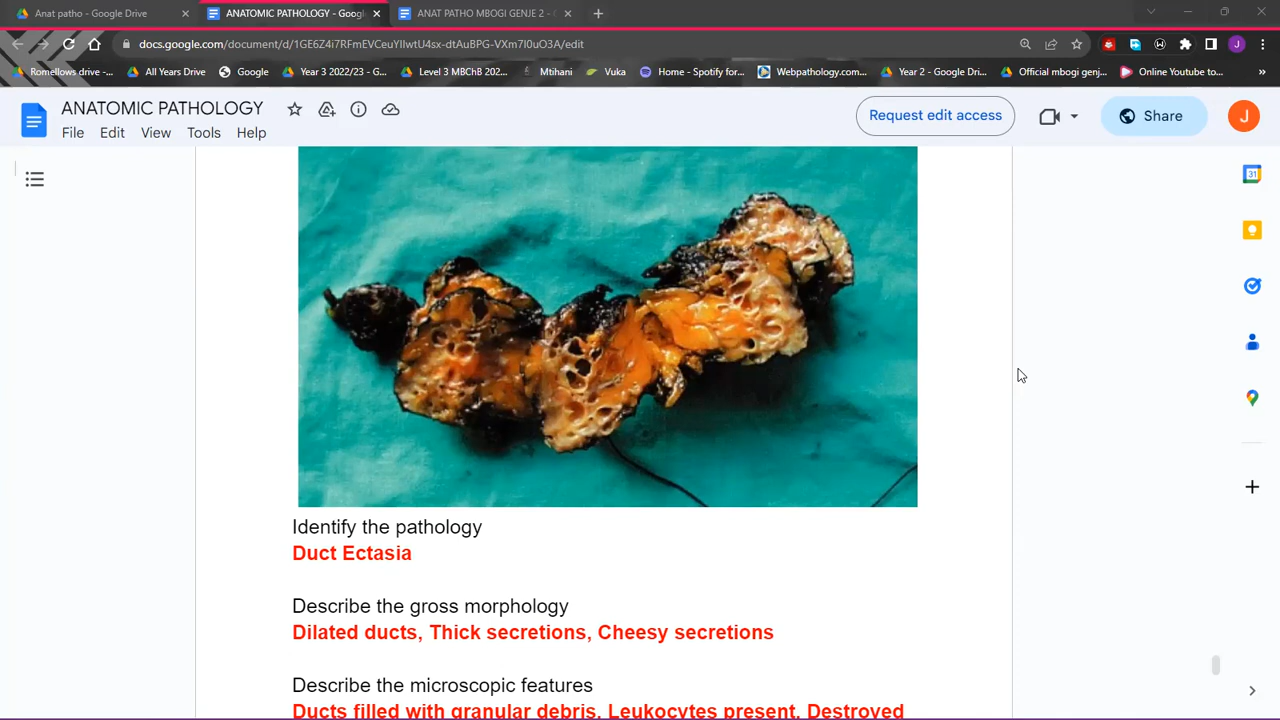 Anat patho - Google Drive
ANATOMIC PATHOLOGY - Googl
ANAT PATHO MBOGI GENJE 2 -
docs.google.com/document/d/1GE6Z4i7RFmEVCeuYIIwtU4sx-dtAuBPG-VXm7I0uO3A/edit
Romellows drive -...
All Years Drive
Google
Year 3 2022/23 - G...
Level 3 MBChB 202...
Mtihani
Vuka
Home - Spotify for...
Webpathology.com...
Year 2 - Google Dri...
Official mbogi genj...
Online Youtube to...
ANATOMIC PATHOLOGY
File Edit View Tools Help
Request edit access
Share
J
31
Identify the pathology
Duct Ectasia
Describe the gross morphology
Dilated ducts, Thick secretions, Cheesy secretions
Describe the microscopic features
Ducts filled with granular debris, Leukocytes present, Destroyed